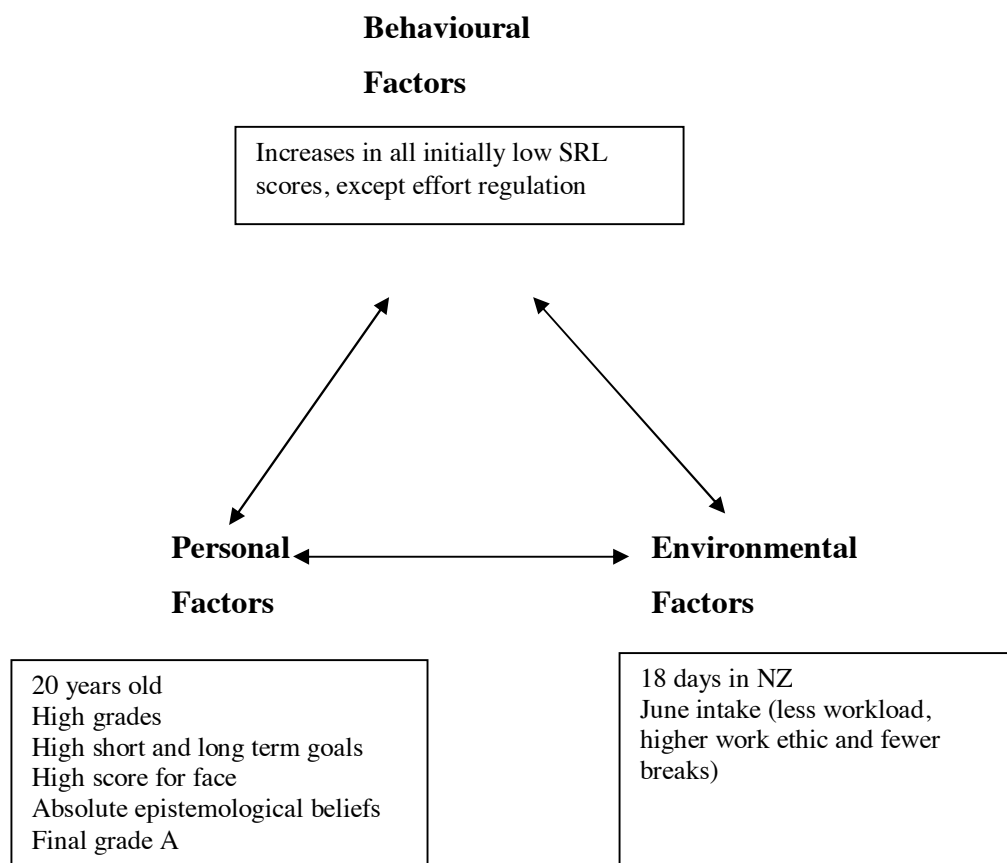 Behavioural
Factors
Increases in all initially low SRL
scores, except effort regulation
Personal
Factors
Environmental
Factors
20 years old
High grades
High short and long term goals
High score for face
Absolute epistemological beliefs
Final grade A
18 days in NZ
June intake (less workload,
higher work ethic and fewer
breaks)